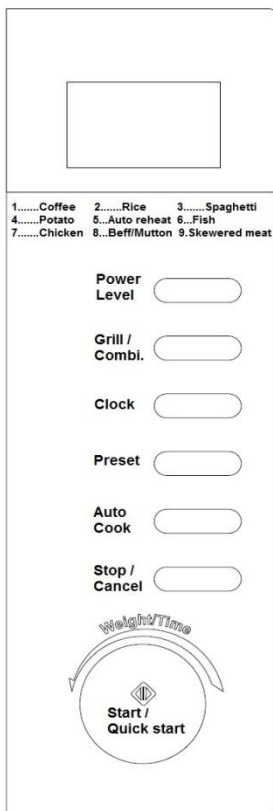 1.......Coffee 2.......Rice 3.......Spaghetti
4.......Potato 5...Auto reheat 6...Fish
7.......Chicken 8...Beff/Mutton 9.Skewered meat
Power
Level
Grill /
Combi.
Clock
Preset
Auto
Cook
Stop /
Cancel
Weight/Time
Start /
Quick start